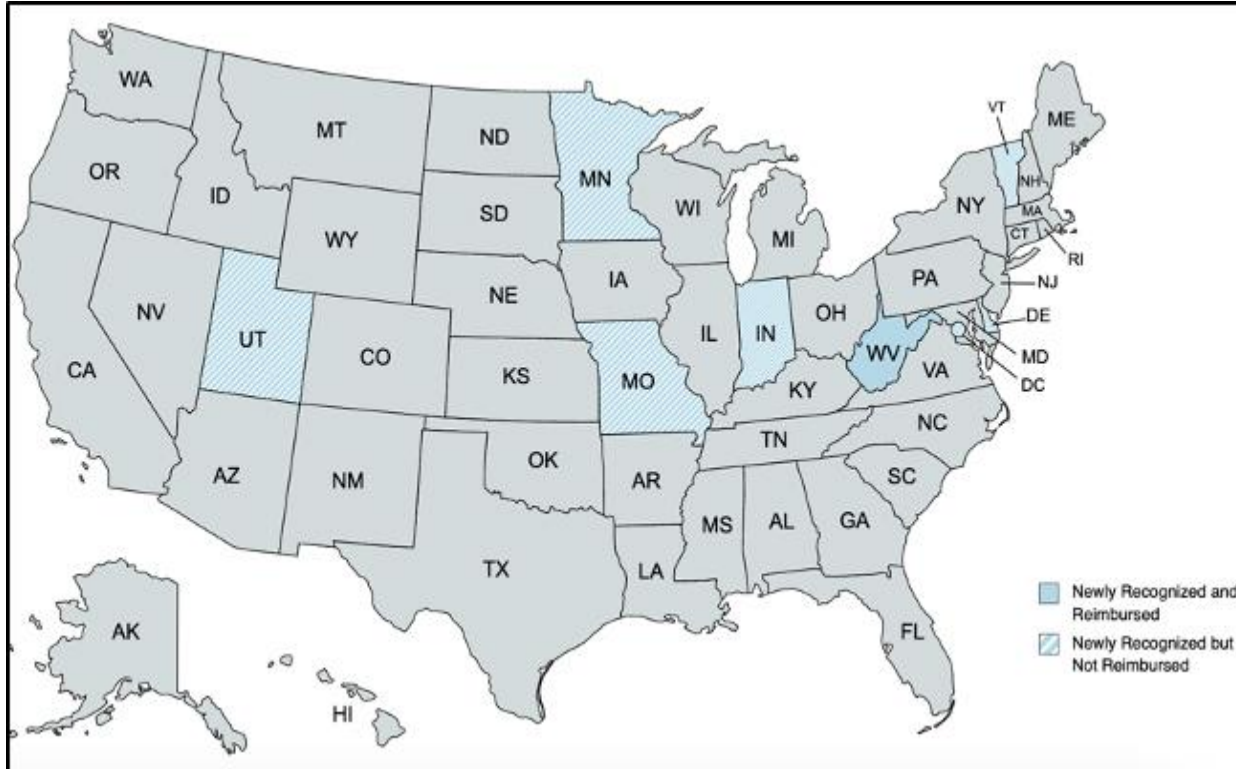 WA
MT
ND
MN
VT
ME
OR
ID
WY
SD
WI
MI
NY
NH
MA
CT
RI
NV
UT
CO
NE
IA
IL
IN
OH
PA
NJ
DE
MD
DC
CA
KS
MO
KY
WV
VA
AZ
NM
OK
AR
TN
NC
SC
TX
LA
MS
AL
GA
FL
AK
HI
Newly Recognized and
Reimbursed
Newly Recognized but
Not Reimbursed